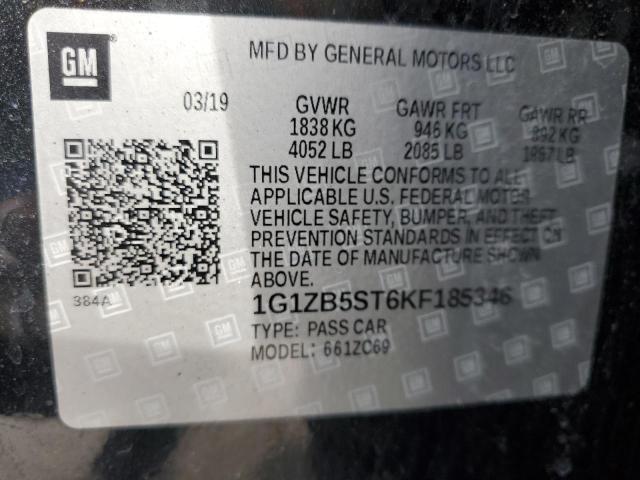 GM
MFD BY GENERAL MOTORS LLC
03/19 GVWR GAWR FRT GAWR RR
1838 KG 946 KG 892 KG
4052 LB 2085 LB 1967 LB
THIS VEHICLE CONFORMS TO ALL
APPLICABLE U.S. FEDERAL MOTOR
VEHICLE SAFETY, BUMPER, AND THEFT
PREVENTION STANDARDS IN EFFECT ON
THE DATE OF MANUFACTURE SHOWN
ABOVE.
384A
1G1ZB5ST6KF185346
TYPE: PASS CAR
MODEL: 661ZC69